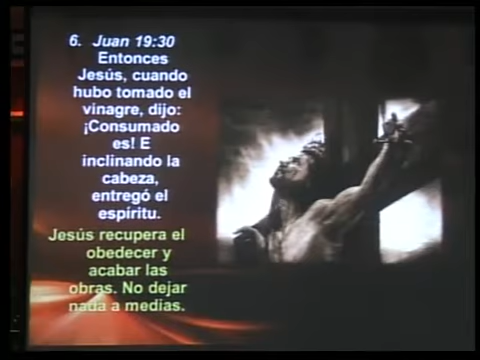 6. Juan 19:30
Entonces
Jesús, cuando
hubo tomado el
vinagre, dijo:
¡Consumado
es! E
inclinando la
cabeza,
entregó el
espíritu.
Jesús recupera el
obedecer y
acabar las
obras. No dejar
nada a medias.